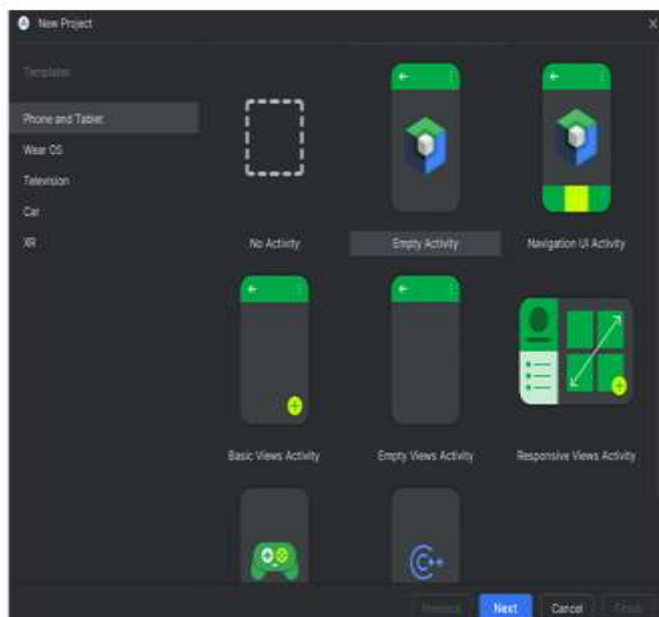 New Project
Templates
Phone and Tablet
Wear OS
Television
Car
XR
No Activity
Empty Activity
Navigation UI Activity
Basic Views Activity
Empty Views Activity
Responsive Views Activity
C++
Previous
Next
Cancel
Finish